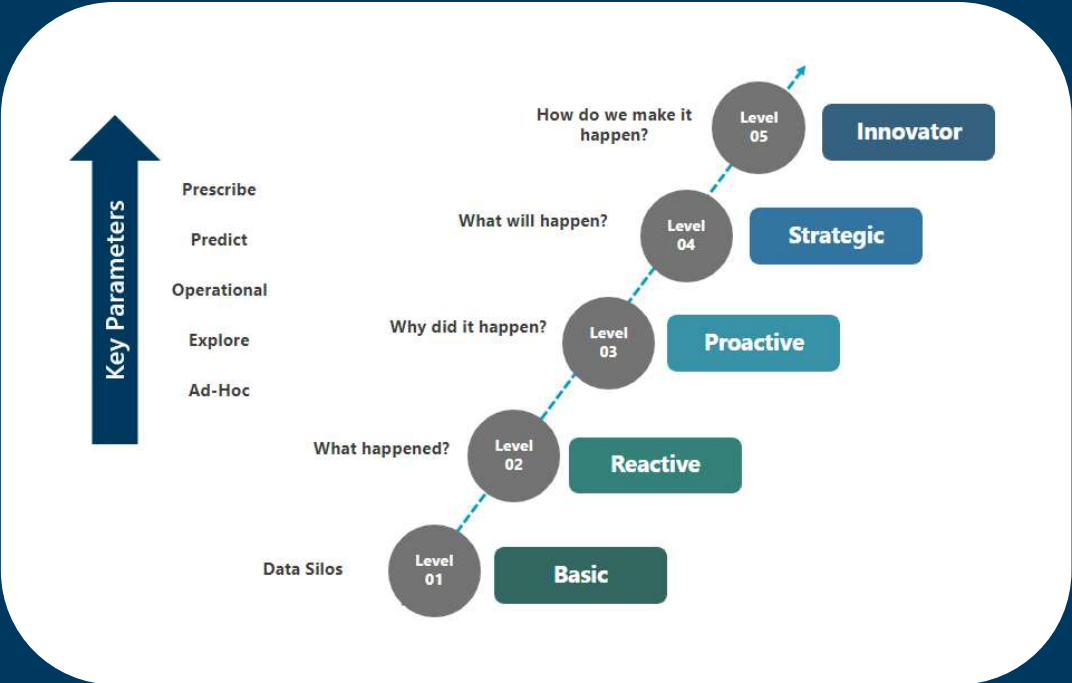 Key Parameters
Prescribe
Predict
Operational
Explore
Ad-Hoc
How do we make it
happen?
Level
05
Innovator
What will happen?
Level
04
Strategic
Why did it happen?
Level
03
Proactive
What happened?
Level
02
Reactive
Data Silos
Level
01
Basic